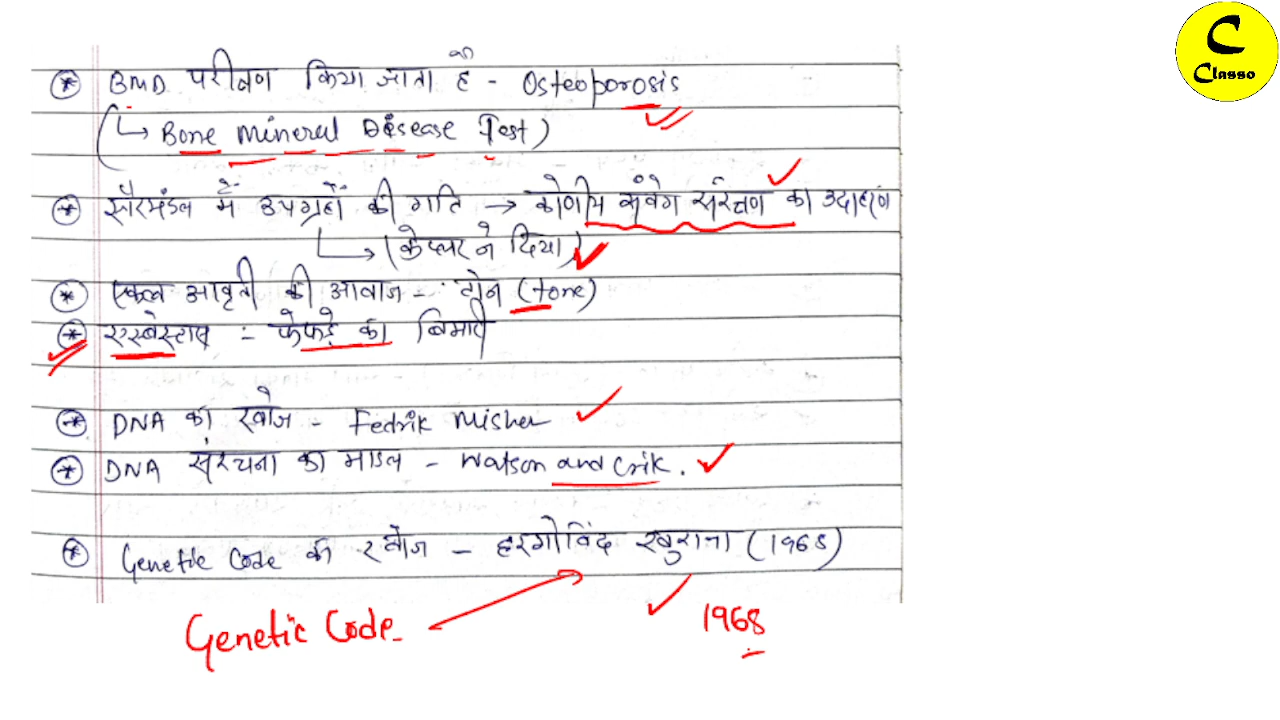 C
Classo
* BMD परीक्षण किया जाता है - Osteoporosis
की
(↳ Bone Mineral Disease Test)
* सौरमंडल में उपग्रहों की गति → कोणीय संवेग संरक्षण का उदाहरण
↳ (केप्लर ने दिया)
* एकल आवृती की आवाज - टोन (tone)
* एस्बेस्टास :- फेफड़े का बिमारी
* DNA का खोज - Fedrik Misher
* DNA संरचना का माडल - Watson and Crik.
* Genetic Code की खोज - हरगोविंद खुराना (1968)
Genetic Code
1968